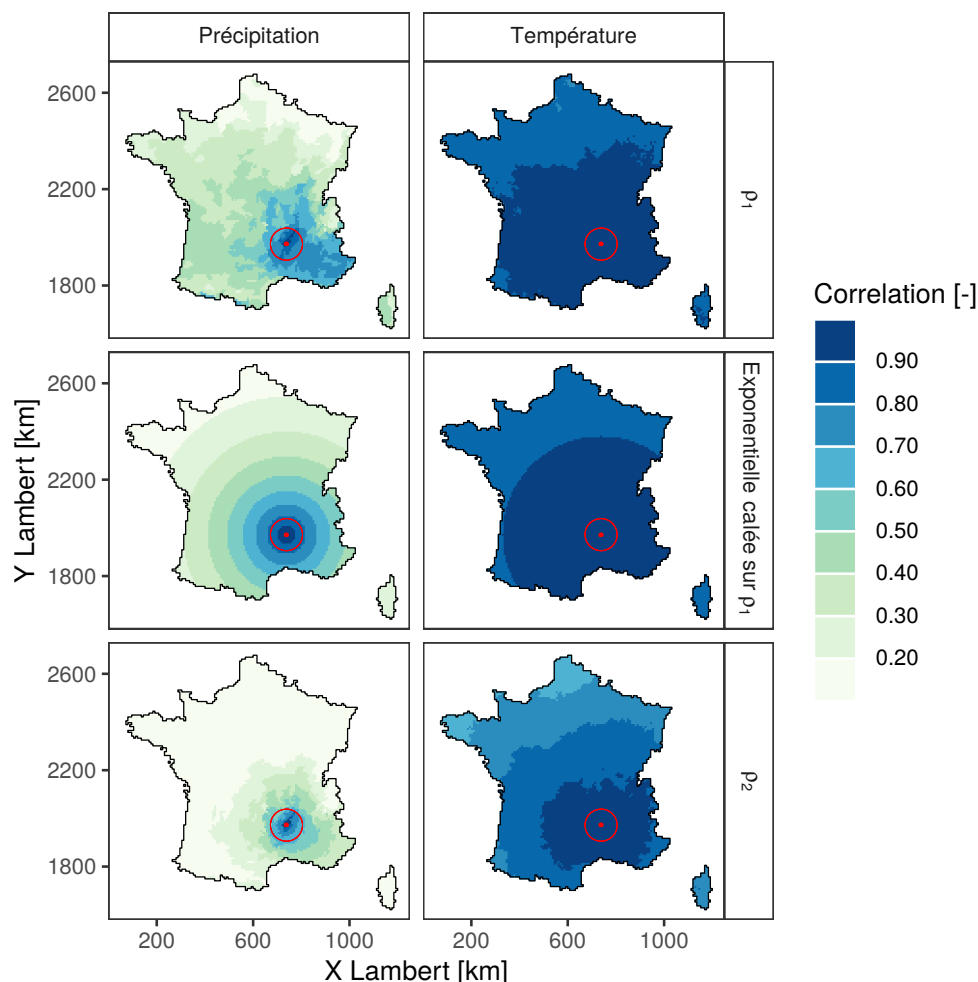 Précipitation
Température
2600
2200
1800
ρ1
2600
2200
1800
Exponentielle calée sur ρ1
2600
2200
1800
ρ2
200
600
1000
200
600
1000
X Lambert [km]
Y Lambert [km]
Correlation [-]
0.90
0.80
0.70
0.60
0.50
0.40
0.30
0.20